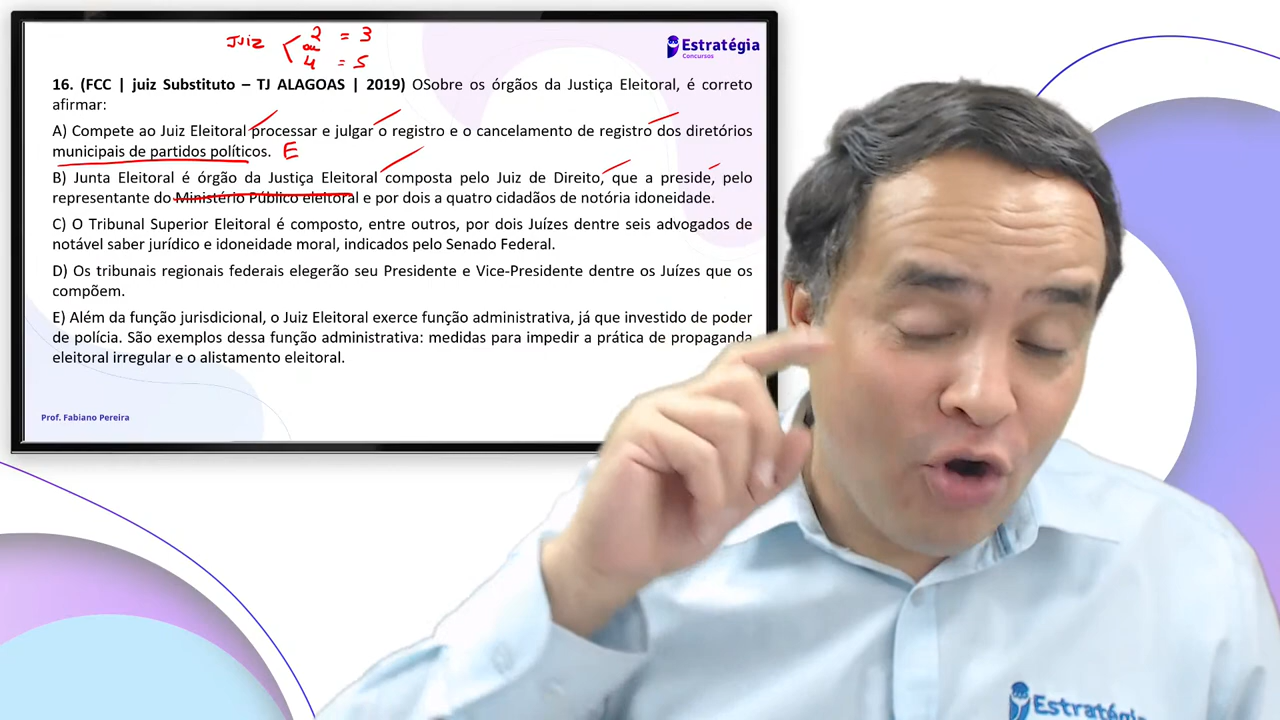 Juiz 2 = 3
ou
4 = 5
Estratégia
Concursos
16. (FCC | juiz Substituto – TJ ALAGOAS | 2019) OSobre os órgãos da Justiça Eleitoral, é correto
afirmar:
A) Compete ao Juiz Eleitoral processar e julgar o registro e o cancelamento de registro dos diretórios
municipais de partidos políticos. E
B) Junta Eleitoral é órgão da Justiça Eleitoral composta pelo Juiz de Direito, que a preside, pelo
representante do Ministério Público eleitoral e por dois a quatro cidadãos de notória idoneidade.
C) O Tribunal Superior Eleitoral é composto, entre outros, por dois Juízes dentre seis advogados de
notável saber jurídico e idoneidade moral, indicados pelo Senado Federal.
D) Os tribunais regionais federais elegerão seu Presidente e Vice-Presidente dentre os Juízes que os
compõem.
E) Além da função jurisdicional, o Juiz Eleitoral exerce função administrativa, já que investido de poder
de polícia. São exemplos dessa função administrativa: medidas para impedir a prática de propaganda
eleitoral irregular e o alistamento eleitoral.
Prof. Fabiano Pereira
Estratégia